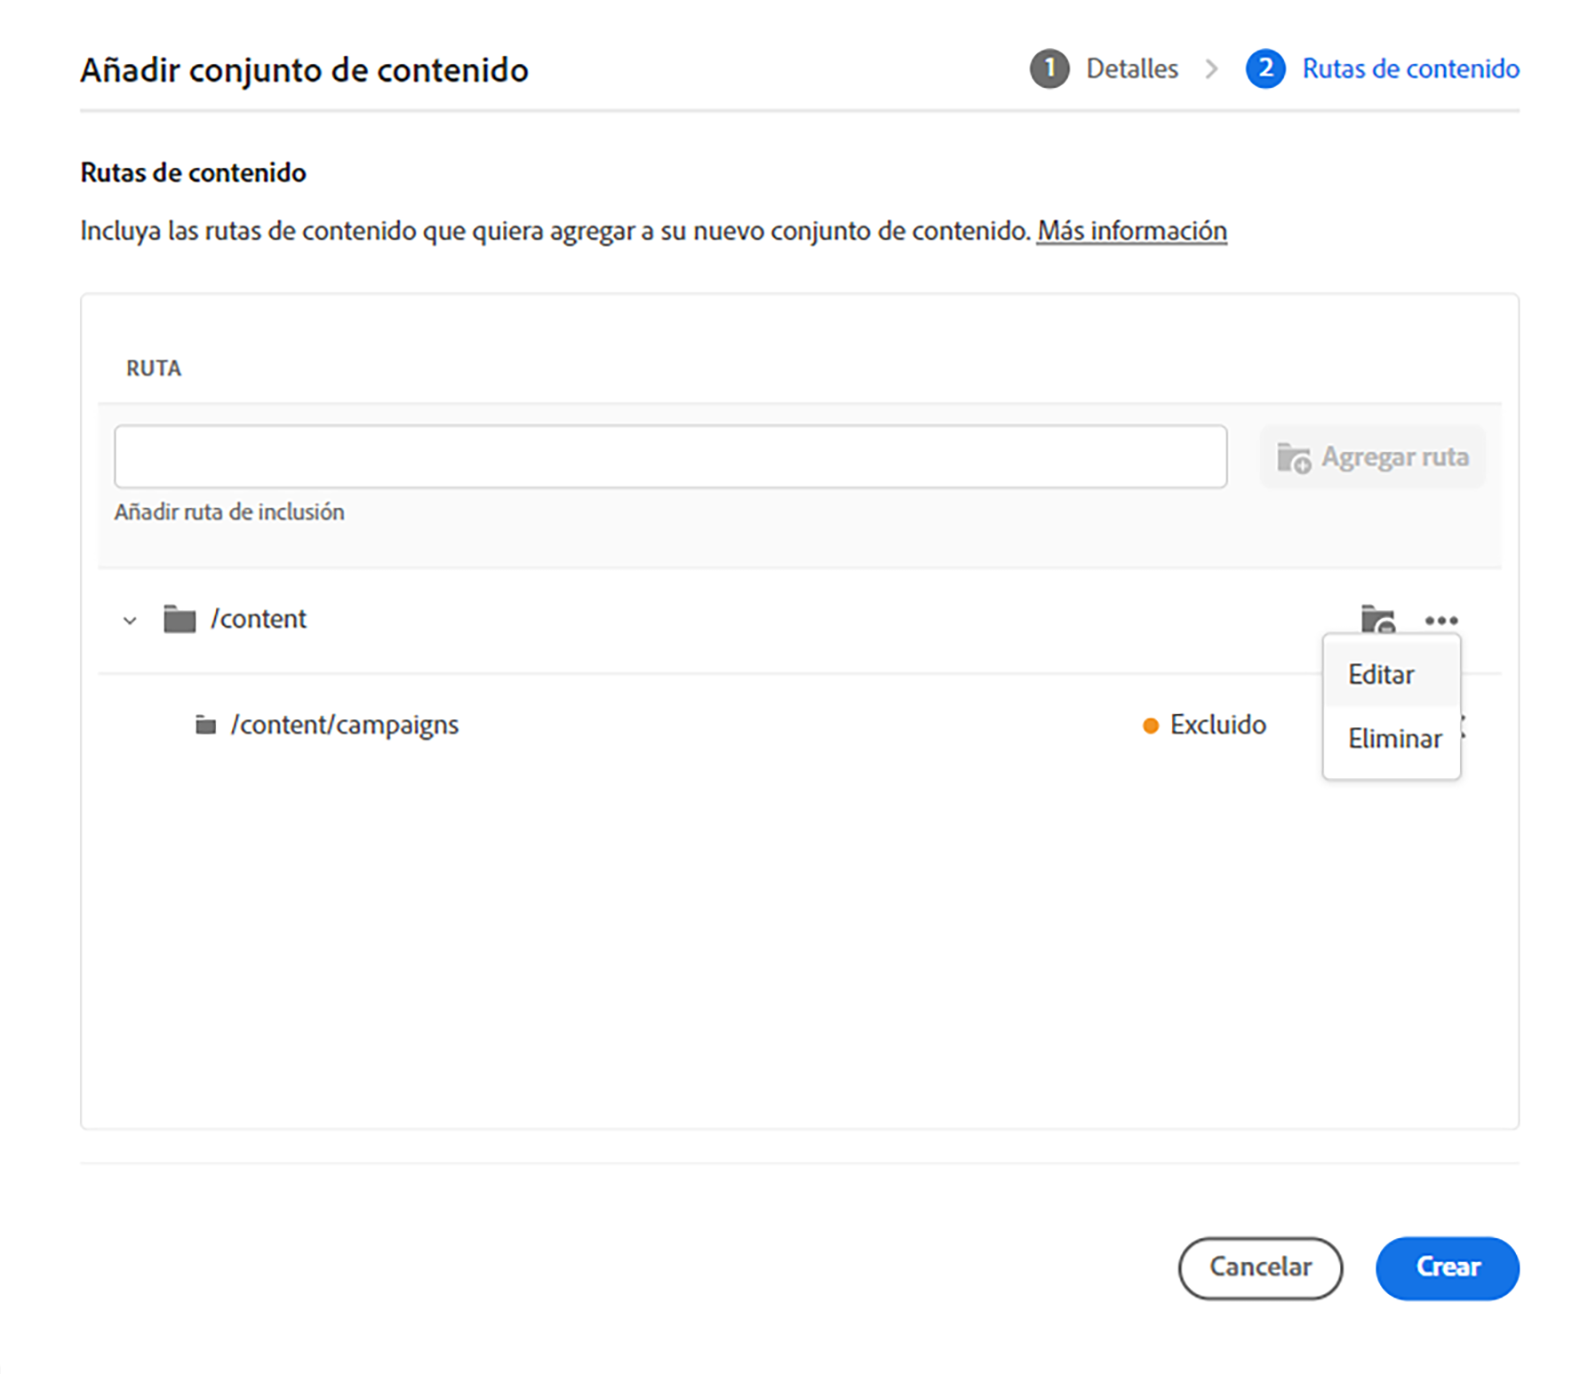 Añadir conjunto de contenido
1 Detalles > 2 Rutas de contenido
Rutas de contenido
Incluya las rutas de contenido que quiera agregar a su nuevo conjunto de contenido. Más información
RUTA
Agregar ruta
Añadir ruta de inclusión
/content
Editar
/content/campaigns
Excluido
Eliminar
Cancelar
Crear